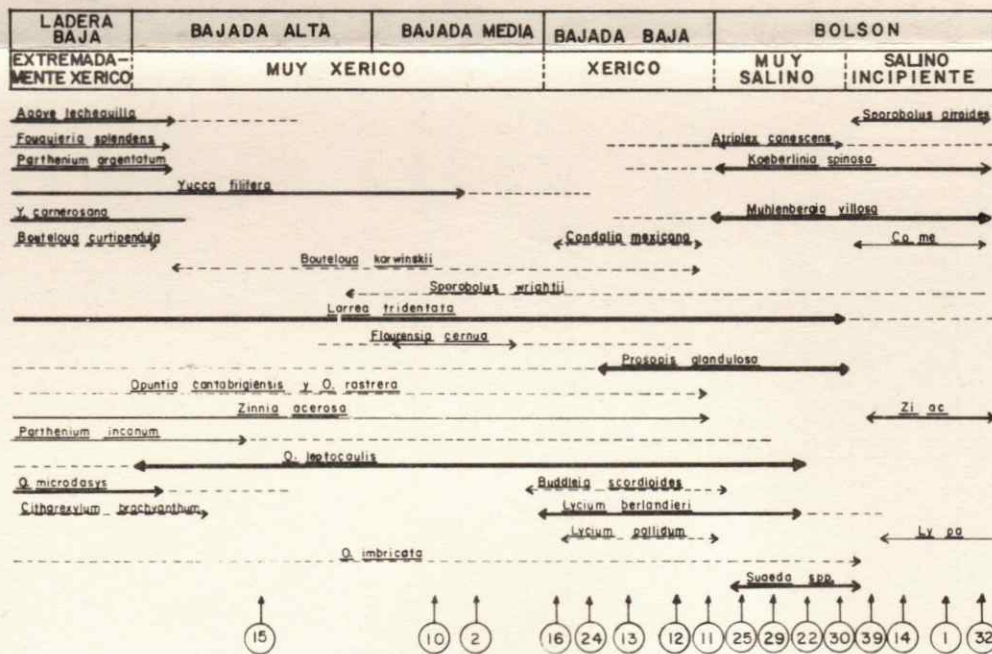 LADERA BAJA BAJADA ALTA BAJADA MEDIA BAJADA BAJA BOLSON
EXTREMADA-MENTE XERICO MUY XERICO XERICO MUY SALINO SALINO INCIPIENTE
Agave lecheguilla Sporobolus airoides
Fouquieria splendens Atriplex canescens
Parthenium argentatum Koeberlinia spinosa
Yucca filifera
Y. carnerosana Muhlenbergia villosa
Bouteloua curtipendula Condalia mexicana Co me
Bouteloua karwinskii
Sporobolus wrightii
Larrea tridentata
Flourensia cernua
Prosopis glandulosa
Opuntia cantabrigiensis y O. rastrera
Zinnia acerosa Zi ac
Parthenium incanum
O. leptocaulis
O. microdasys Buddleia scordioides
Citharexylum brachyanthum Lycium berlandieri
Lycium pallidum Ly pa
O. imbricata
Suaeda spp.
15 10 2 16 24 13 12 11 25 29 22 30 39 14 1 32